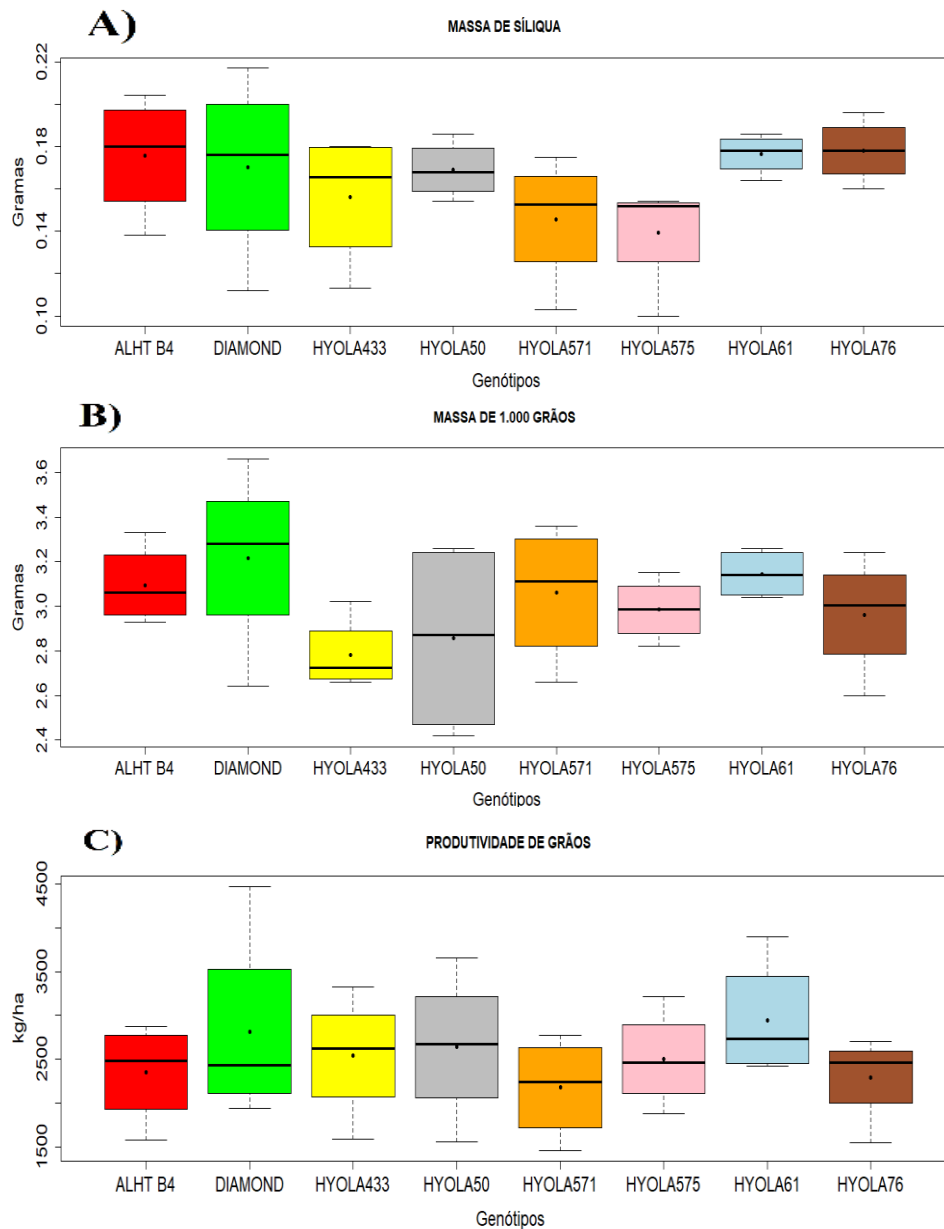 A)
MASSA DE SÍLIQUA
Gramas
0.22
0.18
0.14
0.10
ALHT B4 DIAMOND HYOLA433 HYOLA50 HYOLA571 HYOLA575 HYOLA61 HYOLA76
Genótipos
B)
MASSA DE 1.000 GRÃOS
Gramas
3.6
3.4
3.2
3.0
2.8
2.6
2.4
ALHT B4 DIAMOND HYOLA433 HYOLA50 HYOLA571 HYOLA575 HYOLA61 HYOLA76
Genótipos
C)
PRODUTIVIDADE DE GRÃOS
kg/ha
4500
3500
2500
1500
ALHT B4 DIAMOND HYOLA433 HYOLA50 HYOLA571 HYOLA575 HYOLA61 HYOLA76
Genótipos